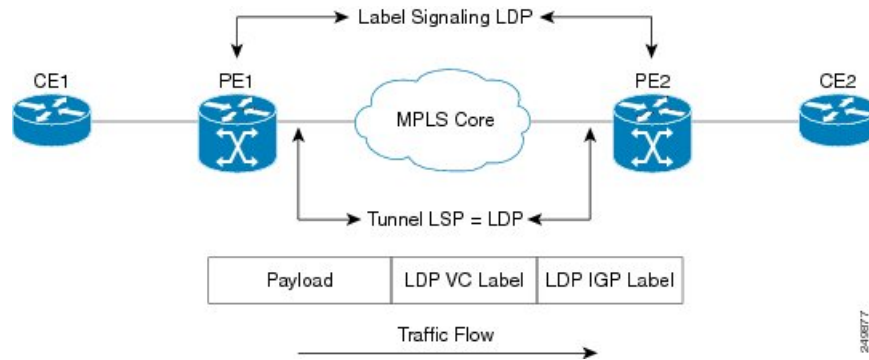 Label Signaling LDP
CE1
PE1
PE2
CE2
MPLS Core
Tunnel LSP = LDP
Payload
LDP VC Label
LDP IGP Label
Traffic Flow
249877